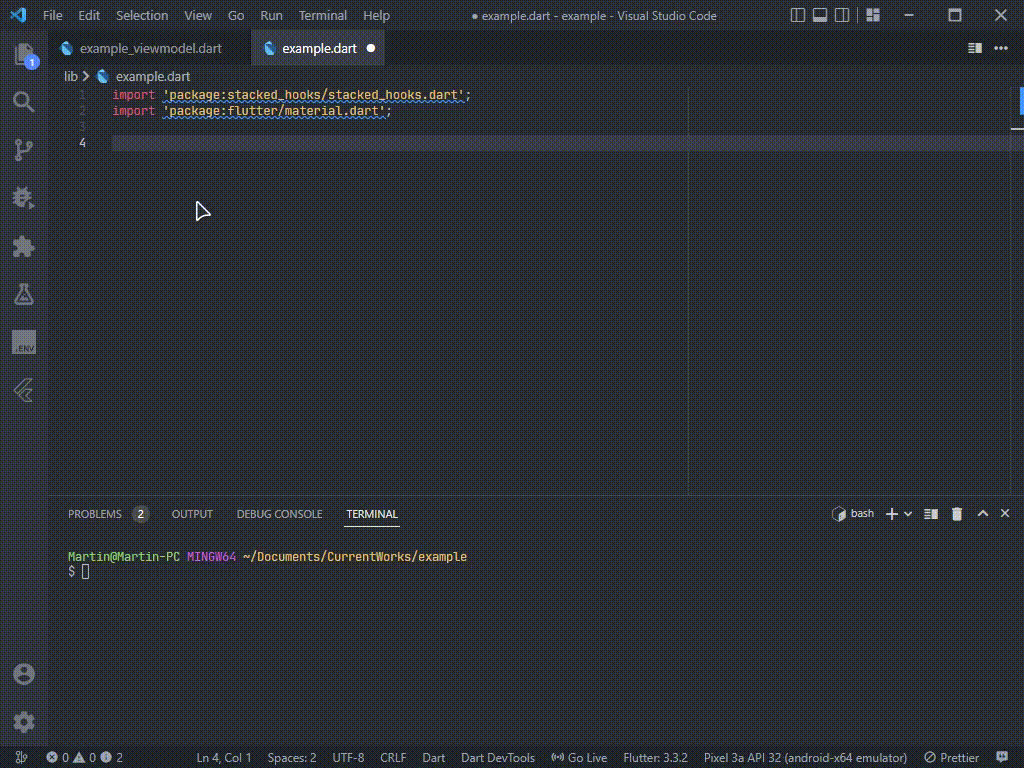 File Edit Selection View Go Run Terminal Help ● example.dart - example - Visual Studio Code
1 example_viewmodel.dart example.dart
lib > example.dart
1 import 'package:stacked_hooks/stacked_hooks.dart';
2 import 'package:flutter/material.dart';
3
4
.ENV
PROBLEMS 2 OUTPUT DEBUG CONSOLE TERMINAL bash
Martin@Martin-PC MINGW64 ~/Documents/CurrentWorks/example
$
0 0 2 Ln 4, Col 1 Spaces: 2 UTF-8 CRLF Dart Dart DevTools Go Live Flutter: 3.3.2 Pixel 3a API 32 (android-x64 emulator) Prettier